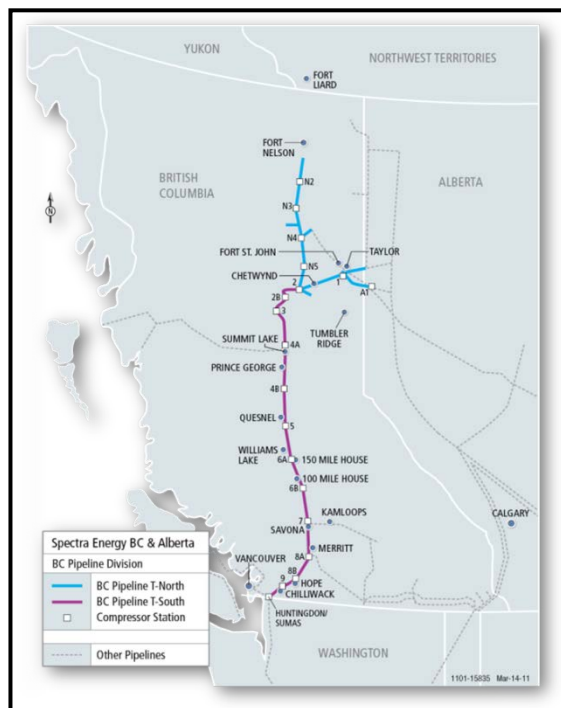 YUKON
NORTHWEST TERRITORIES
FORT
LIARD
FORT
NELSON
BRITISH
COLUMBIA
ALBERTA
N
N2
N3
N4
FORT ST. JOHN
TAYLOR
N5
CHETWYND
2
1
A1
2B
3
TUMBLER
RIDGE
SUMMIT LAKE
4A
PRINCE GEORGE
4B
QUESNEL
5
WILLIAMS
LAKE
6A
150 MILE HOUSE
100 MILE HOUSE
6B
7
KAMLOOPS
SAVONA
CALGARY
MERRITT
8A
VANCOUVER
8B
9
HOPE
CHILLIWACK
HUNTINGDON/
SUMAS
WASHINGTON
Spectra Energy BC & Alberta
BC Pipeline Division
BC Pipeline T-North
BC Pipeline T-South
Compressor Station
Other Pipelines
1101-15835 Mar-14-11